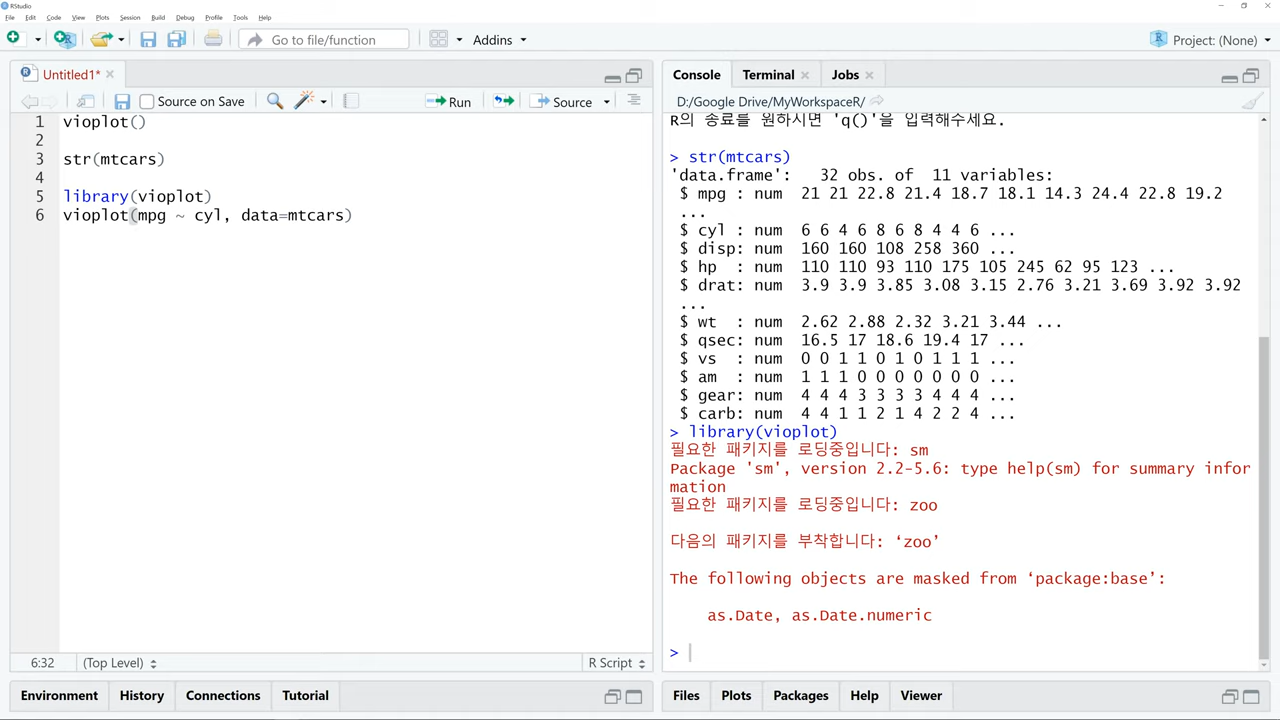 RStudio
File Edit Code View Plots Session Build Debug Profile Tools Help
Go to file/function
Addins
Project: (None)
Untitled1*
Source on Save
Run
Source
1 vioplot()
2
3 str(mtcars)
4
5 library(vioplot)
6 vioplot(mpg ~ cyl, data=mtcars)
6:32
(Top Level)
R Script
Environment History Connections Tutorial
Console Terminal Jobs
D:/Google Drive/MyWorkspaceR/
R의 종료를 원하시면 'q()'을 입력해주세요.
> str(mtcars)
'data.frame': 32 obs. of 11 variables:
$ mpg : num 21 21 22.8 21.4 18.7 18.1 14.3 24.4 22.8 19.2
...
$ cyl : num 6 6 4 6 8 6 8 4 4 6 ...
$ disp: num 160 160 108 258 360 ...
$ hp : num 110 110 93 110 175 105 245 62 95 123 ...
$ drat: num 3.9 3.9 3.85 3.08 3.15 2.76 3.21 3.69 3.92 3.92
...
$ wt : num 2.62 2.88 2.32 3.21 3.44 ...
$ qsec: num 16.5 17 18.6 19.4 17 ...
$ vs : num 0 0 1 1 0 1 0 1 1 1 ...
$ am : num 1 1 1 0 0 0 0 0 0 0 ...
$ gear: num 4 4 4 3 3 3 3 4 4 4 ...
$ carb: num 4 4 1 1 2 1 4 2 2 4 ...
> library(vioplot)
필요한 패키지를 로딩중입니다: sm
Package 'sm', version 2.2-5.6: type help(sm) for summary infor
mation
필요한 패키지를 로딩중입니다: zoo
다음의 패키지를 부착합니다: ‘zoo’
The following objects are masked from ‘package:base’:
as.Date, as.Date.numeric
>
Files Plots Packages Help Viewer